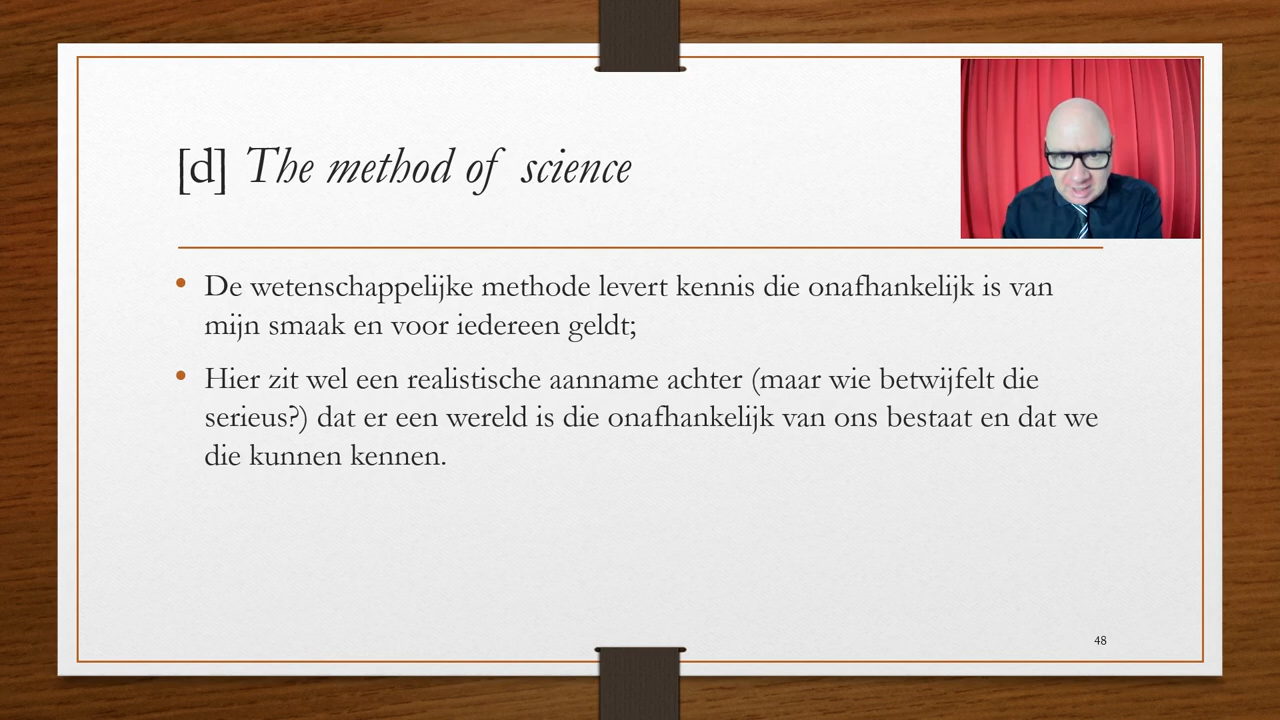 [d] The method of science
De wetenschappelijke methode levert kennis die onafhankelijk is van
mijn smaak en voor iedereen geldt;
Hier zit wel een realistische aanname achter (maar wie betwijfelt die
serieus?) dat er een wereld is die onafhankelijk van ons bestaat en dat we
die kunnen kennen.
48